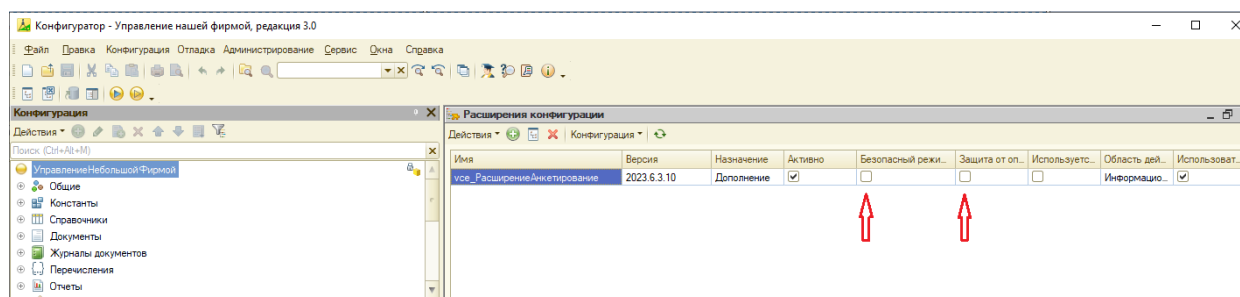 Конфигуратор - Управление нашей фирмой, редакция 3.0
Файл Правка Конфигурация Отладка Администрирование Сервис Окна Справка
Конфигурация
Действия
Поиск (Ctrl+Alt+M)
УправлениеНебольшойФирмой
Общие
Константы
Справочники
Документы
Журналы документов
Перечисления
Отчеты
Расширения конфигурации
Действия Конфигурация
Имя Версия Назначение Активно Безопасный режи... Защита от оп... Используетс... Область дей... Использоват...
vce_РасширениеАнкетирование 2023.6.3.10 Дополнение Информацио...